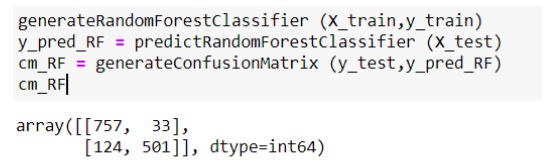 generateRandomForestClassifier (X_train,y_train)
y_pred_RF = predictRandomForestClassifier (X_test)
cm_RF = generateConfusionMatrix (y_test,y_pred_RF)
cm_RF
array([[757,  33],
       [124, 501]], dtype=int64)